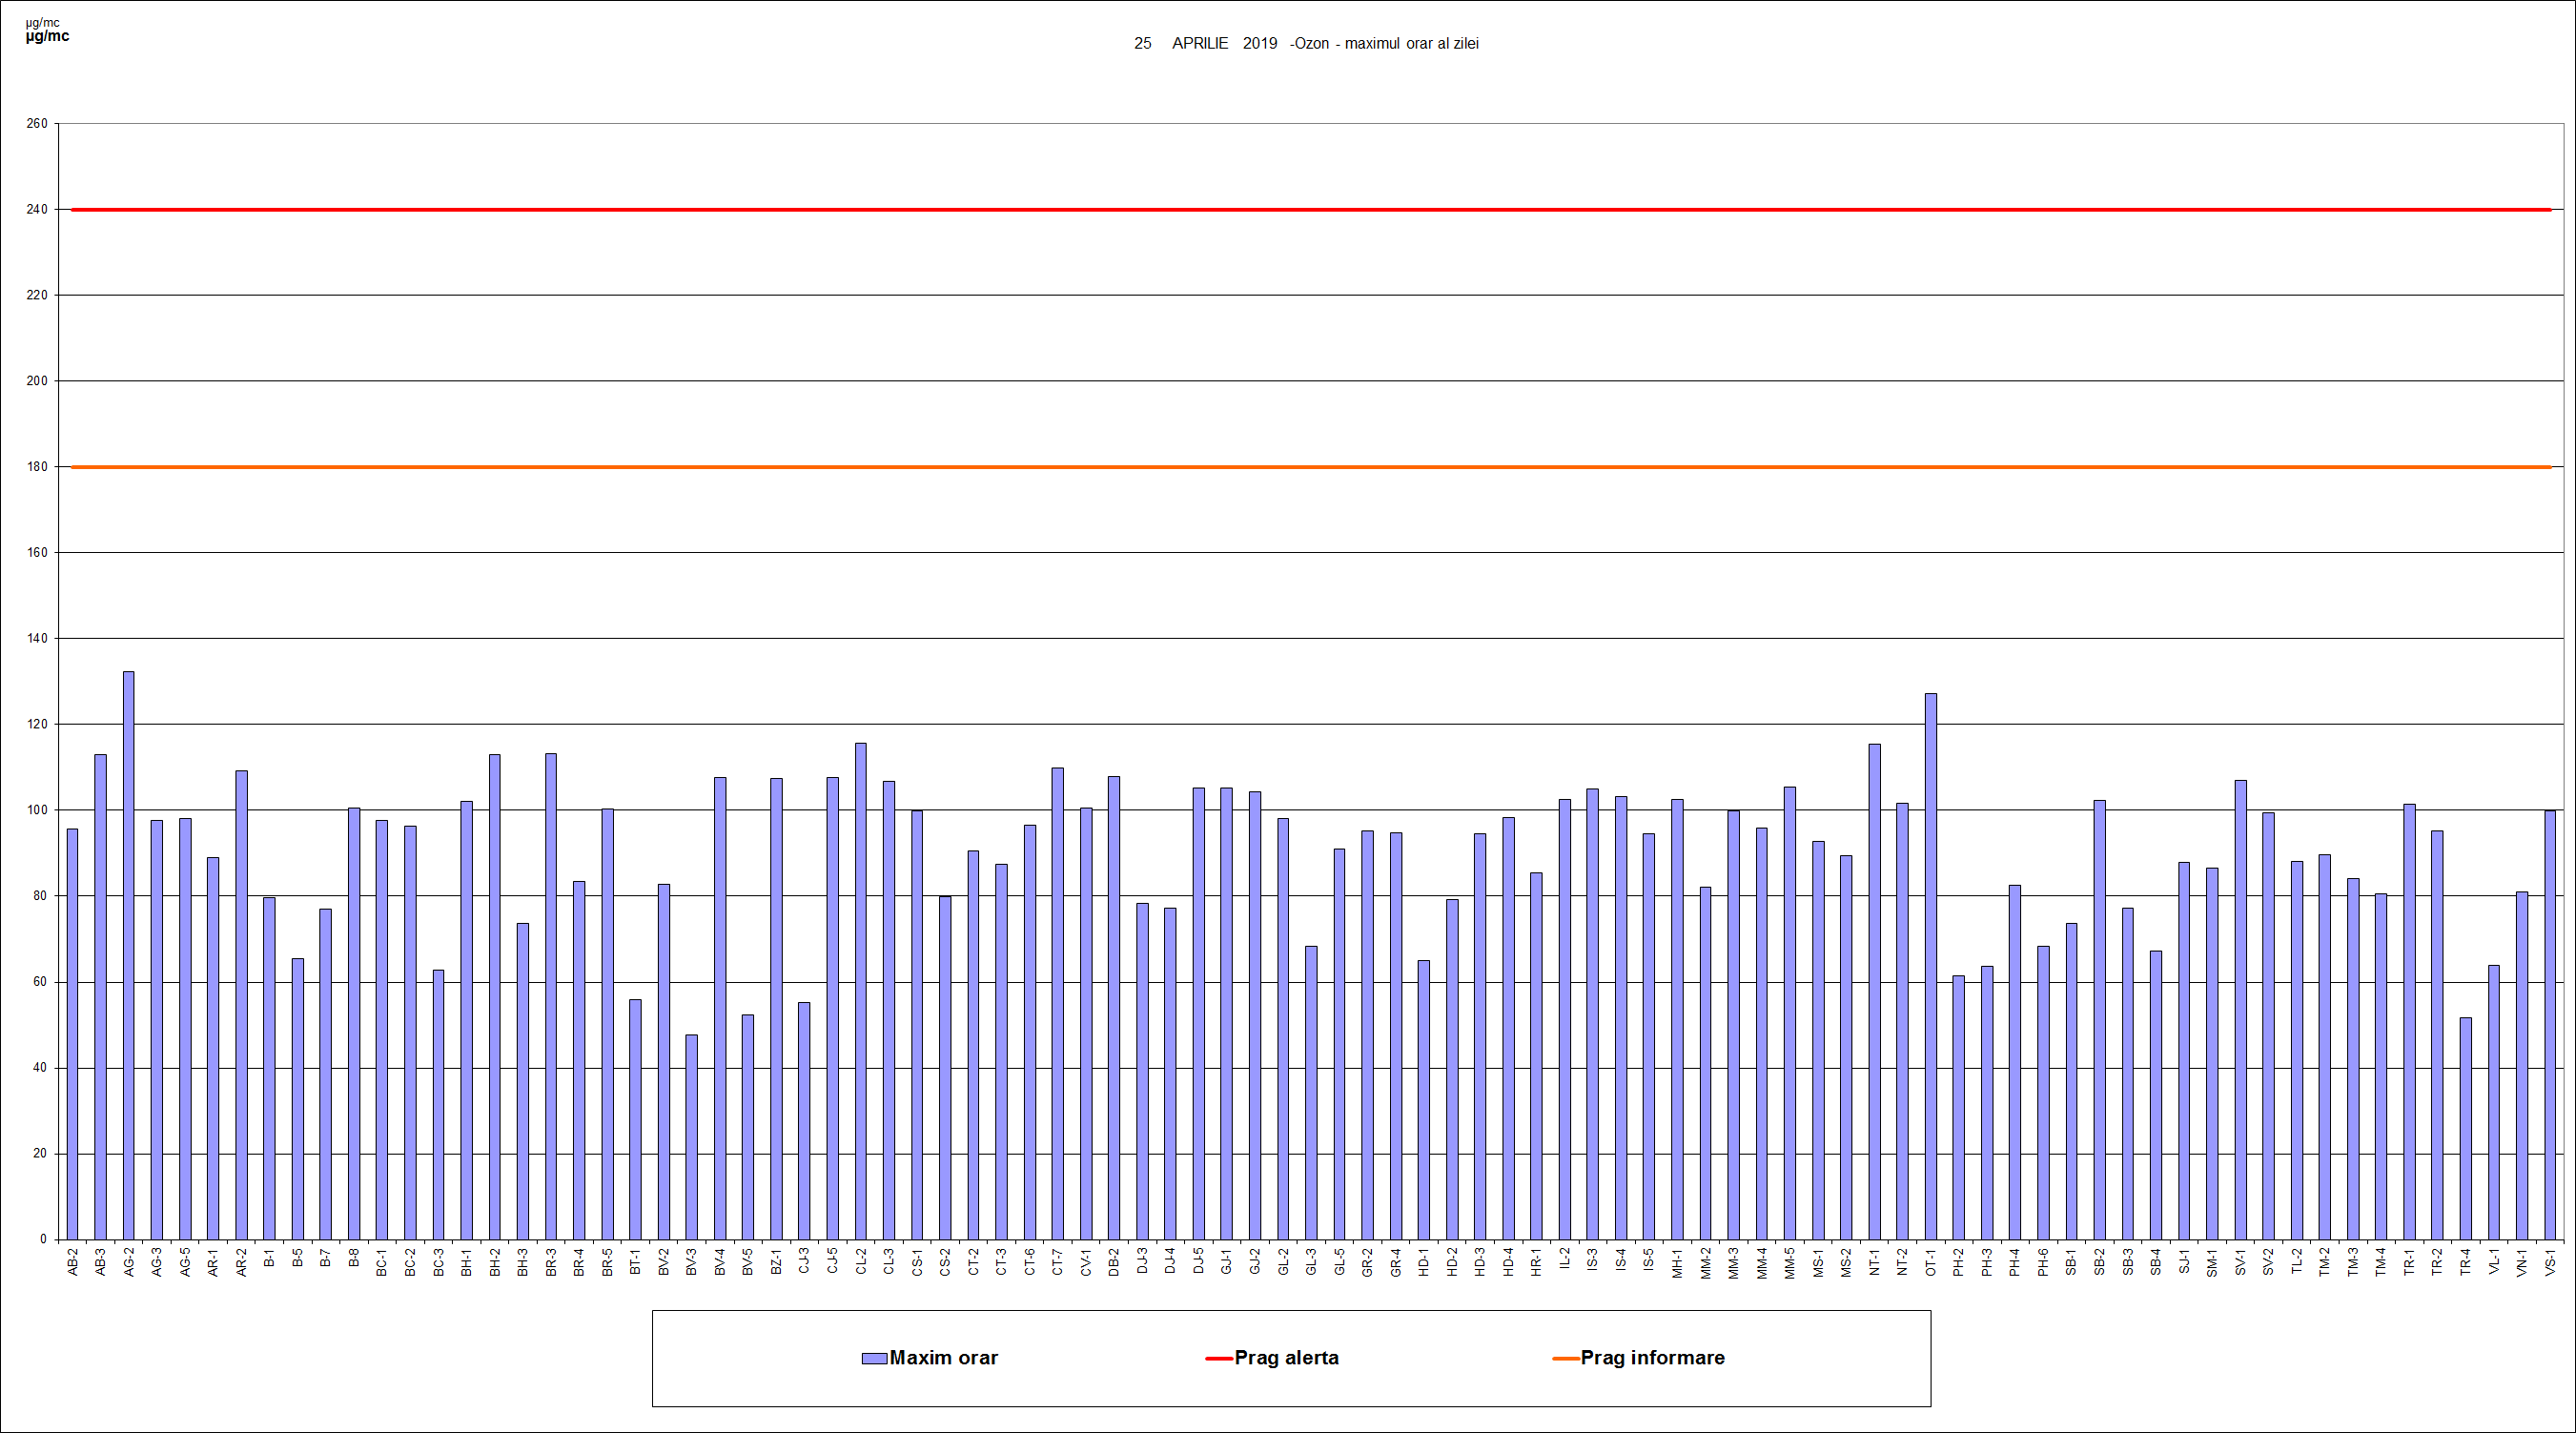 µg/mc
µg/mc
25 APRILIE 2019 -Ozon - maximul orar al zilei
260
240
220
200
180
160
140
120
100
80
60
40
20
0
AB-2 AB-3 AG-2 AG-3 AG-5 AR-1 AR-2 B-1 B-5 B-7 B-8 BC-1 BC-2 BC-3 BH-1 BH-2 BH-3 BR-3 BR-4 BR-5 BT-1 BV-2 BV-3 BV-4 BV-5 BZ-1 CJ-3 CJ-5 CL-2 CL-3 CS-1 CS-2 CT-2 CT-3 CT-6 CT-7 CV-1 DB-2 DJ-3 DJ-4 DJ-5 GJ-1 GJ-2 GL-2 GL-3 GL-5 GR-2 GR-4 HD-1 HD-2 HD-3 HD-4 HR-1 IL-2 IS-3 IS-4 IS-5 MH-1 MM-2 MM-3 MM-4 MM-5 MS-1 MS-2 NT-1 NT-2 OT-1 PH-2 PH-3 PH-4 PH-6 SB-1 SB-2 SB-3 SB-4 SJ-1 SM-1 SV-1 SV-2 TL-2 TM-2 TM-3 TM-4 TR-1 TR-2 TR-4 VL-1 VN-1 VS-1
Maxim orar Prag alerta Prag informare